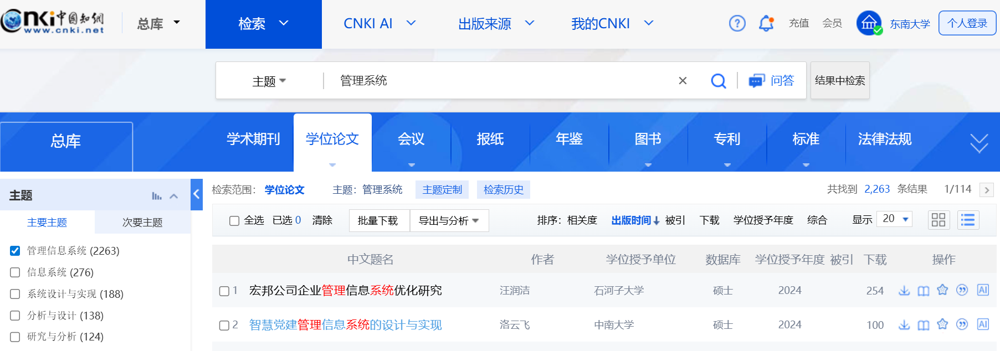 CNKI中国知网
www.cnki.net
总库
检索
CNKI AI
出版来源
我的CNKI
?
充值
会员
东南大学
个人登录
主题
管理系统
×
问答
结果中检索
总库
学术期刊
学位论文
会议
报纸
年鉴
图书
专利
标准
法律法规
主题
主要主题
次要主题
管理信息系统 (2263)
信息系统 (276)
系统设计与实现 (188)
分析与设计 (138)
研究与分析 (124)
检索范围： 学位论文 主题：管理系统 主题定制 检索历史 共找到 2,263 条结果 1/114 >
全选 已选 0 清除 批量下载 导出与分析 排序：相关度 出版时间↓ 被引 下载 学位授予年度 综合 显示 20
中文题名 作者 学位授予单位 数据库 学位授予年度 被引 下载 操作
1 宏邦公司企业管理信息系统优化研究 汪润洁 石河子大学 硕士 2024 254 AI
2 智慧党建管理信息系统的设计与实现 洛云飞 中南大学 硕士 2024 100 AI